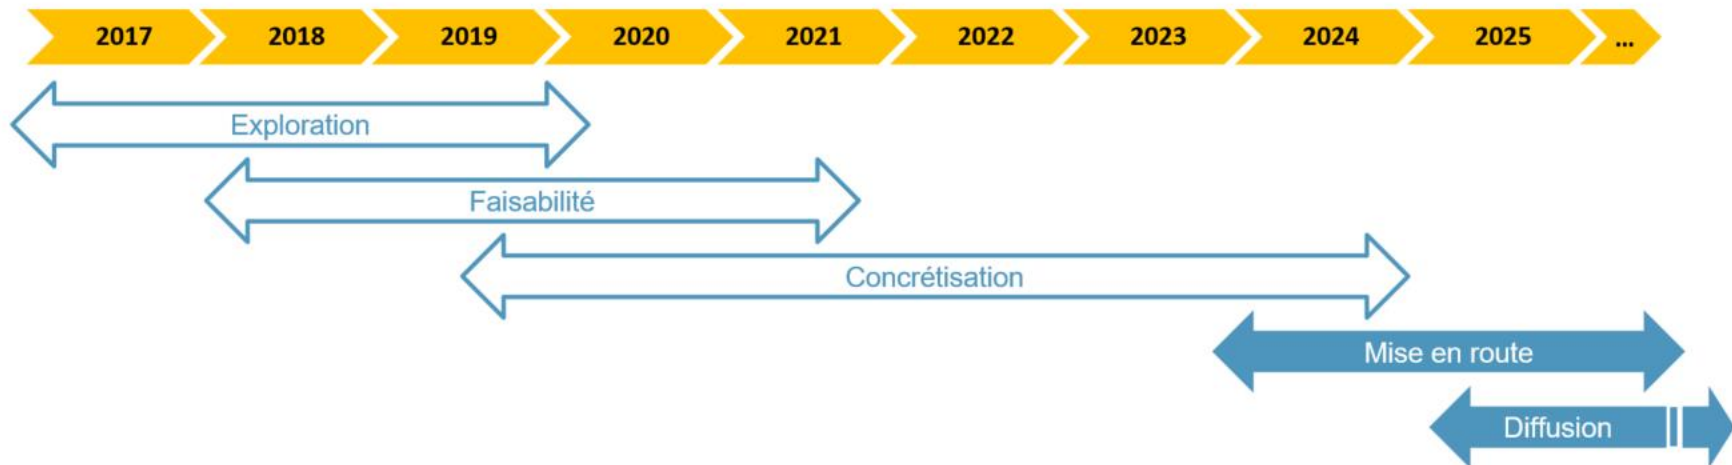 2017 2018 2019 2020 2021 2022 2023 2024 2025 ...
Exploration
Faisabilité
Concrétisation
Mise en route
Diffusion